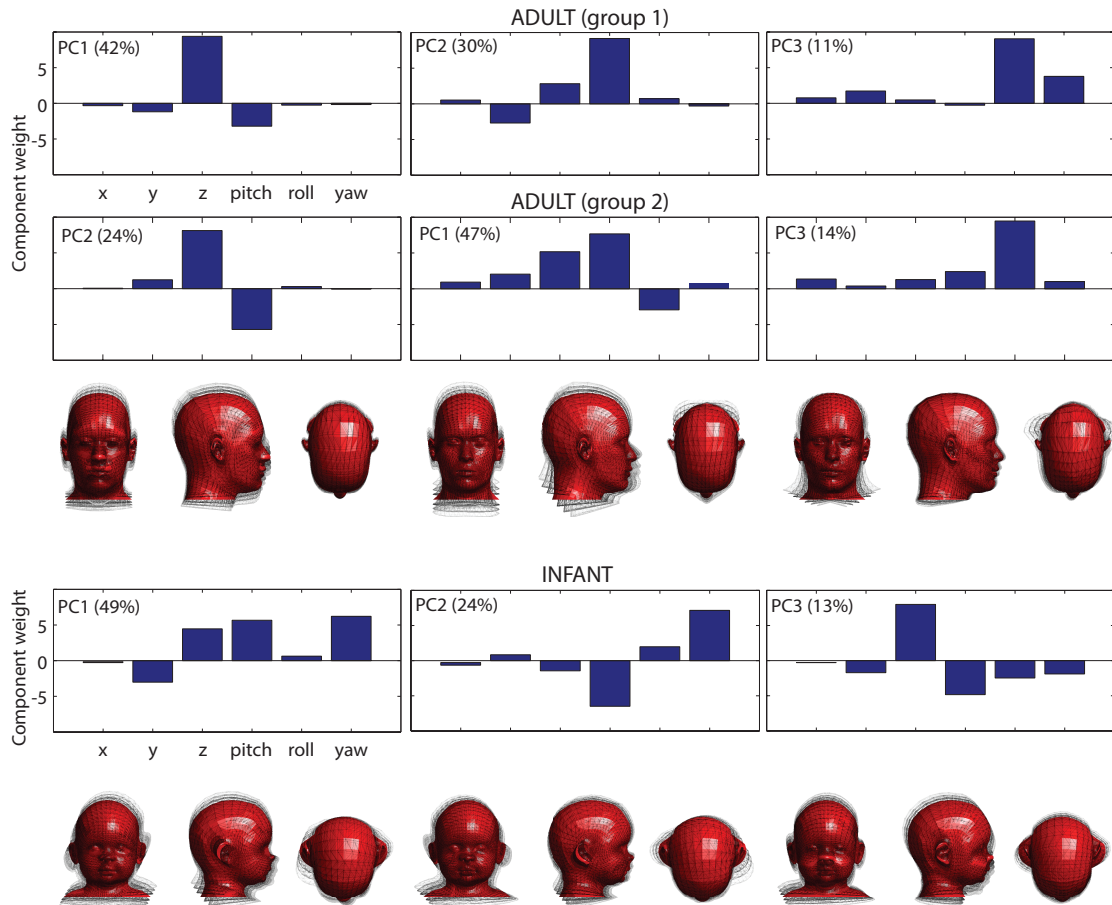 ADULT (group 1)
PC1 (42%)
PC2 (30%)
PC3 (11%)
5
0
-5
x y z pitch roll yaw
Component weight
ADULT (group 2)
PC2 (24%)
PC1 (47%)
PC3 (14%)
INFANT
PC1 (49%)
PC2 (24%)
PC3 (13%)
5
0
-5
Component weight
x y z pitch roll yaw